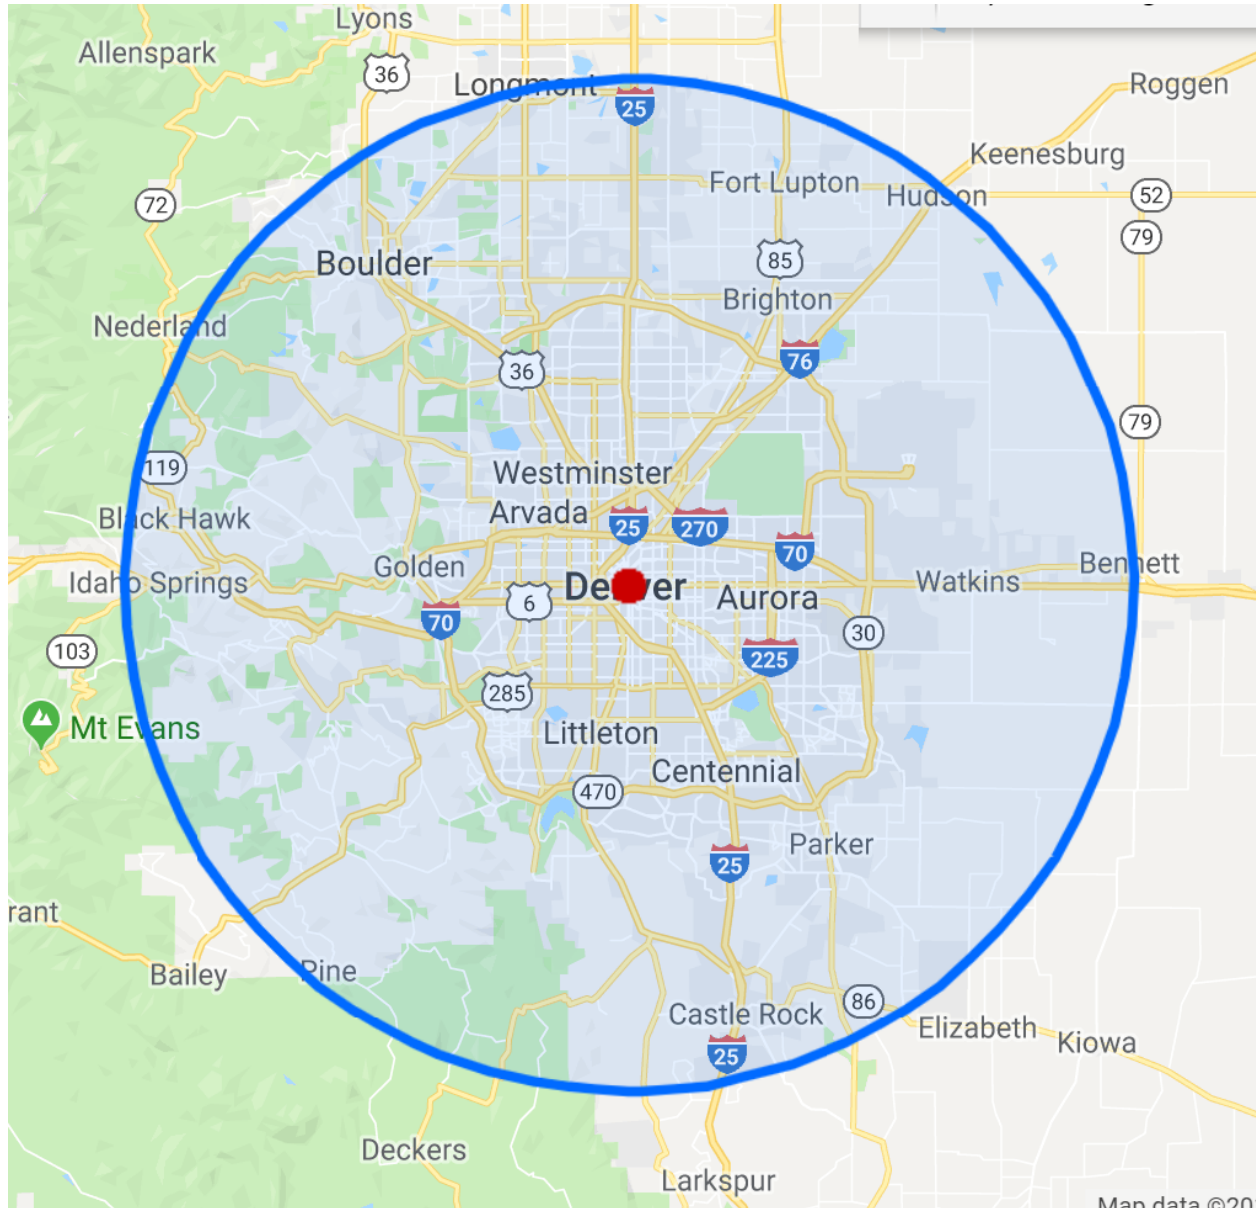 Lyons
Allenspark
36
Longmont
Roggen
25
Keenesburg
Fort Lupton
Hudson
72
52
79
Boulder
85
Brighton
Nederland
36
76
79
119
Westminster
Arvada
25
270
Black Hawk
70
Golden
Bennett
Idaho Springs
Denver
Aurora
Watkins
6
70
30
103
225
285
Mt Evans
Littleton
Centennial
470
Parker
25
rant
Bailey
Pine
86
Castle Rock
Elizabeth
Kiowa
25
Deckers
Larkspur
Map data ©20